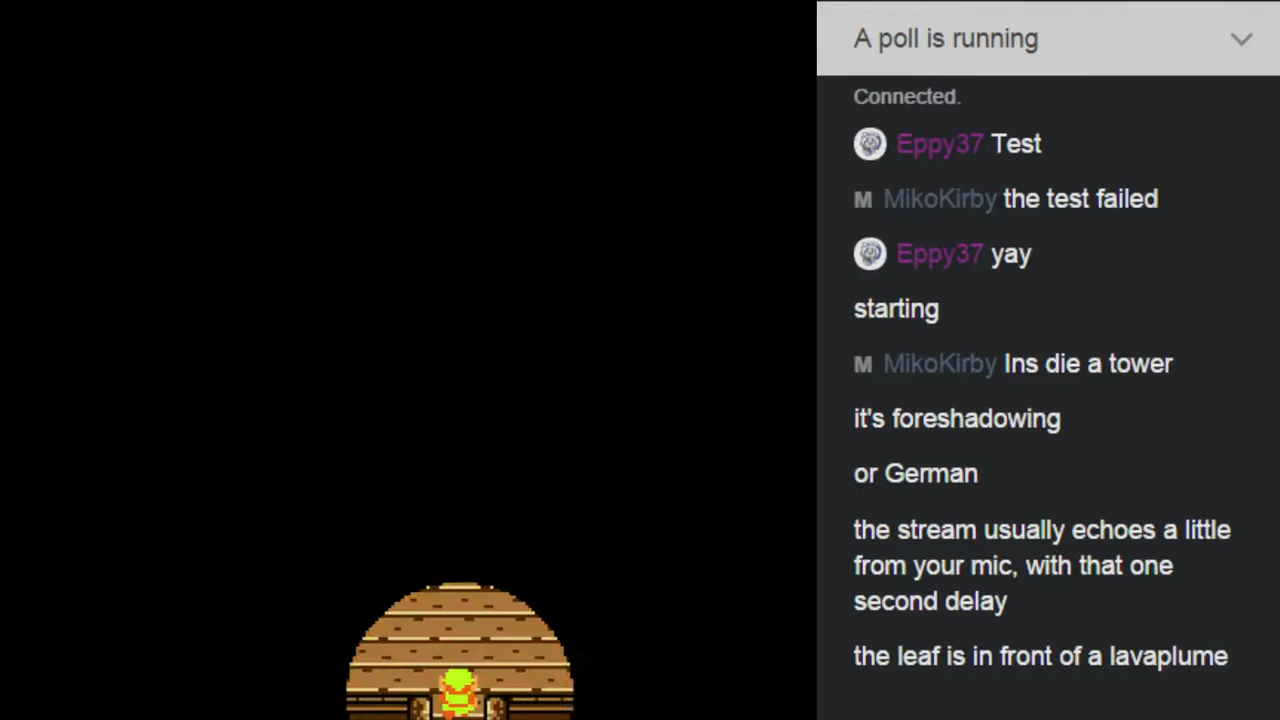 A poll is running
Connected.
Eppy37 Test
M MikoKirby the test failed
Eppy37 yay
starting
M MikoKirby Ins die a tower
it's foreshadowing
or German
the stream usually echoes a little
from your mic, with that one
second delay
the leaf is in front of a lavaplume